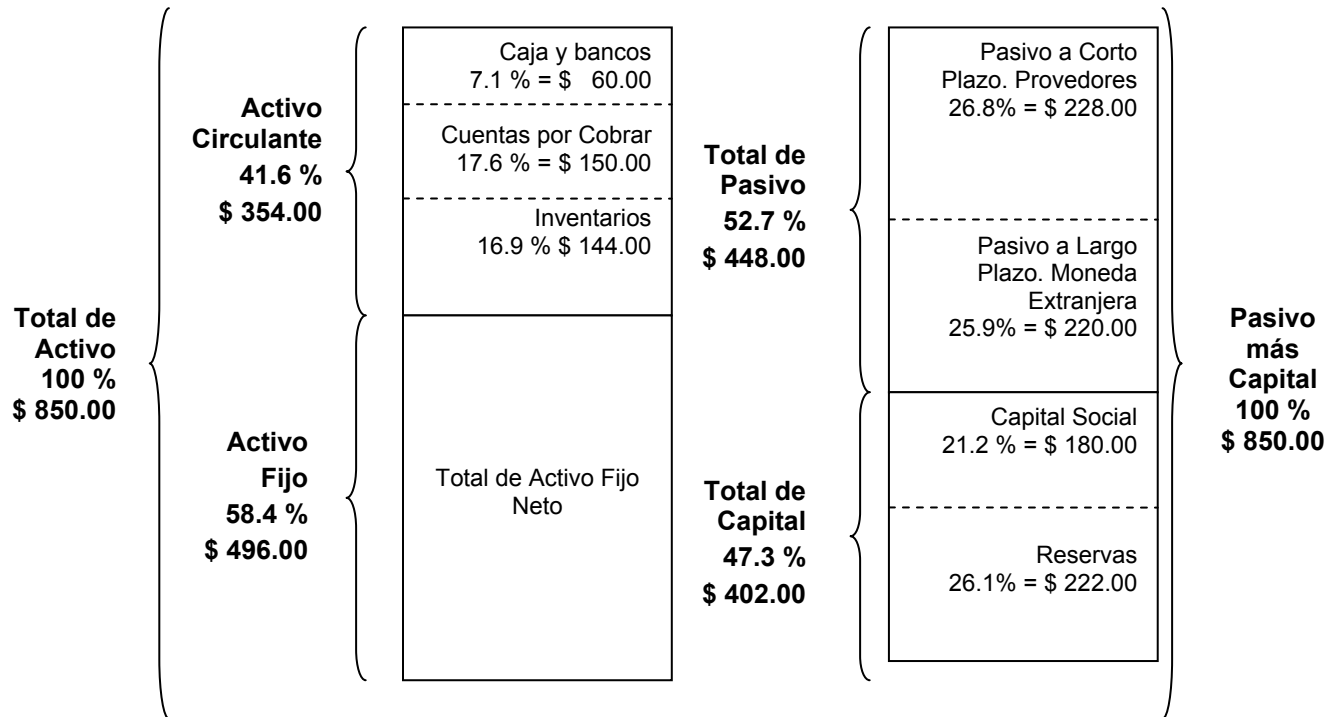 Total de
Activo
100 %
$ 850.00
Activo
Circulante
41.6 %
$ 354.00
Activo
Fijo
58.4 %
$ 496.00
Caja y bancos
7.1 % = $ 60.00
Cuentas por Cobrar
17.6 % = $ 150.00
Inventarios
16.9 % $ 144.00
Total de Activo Fijo
Neto
Total de
Pasivo
52.7 %
$ 448.00
Total de
Capital
47.3 %
$ 402.00
Pasivo a Corto
Plazo. Provedores
26.8% = $ 228.00
Pasivo a Largo
Plazo. Moneda
Extranjera
25.9% = $ 220.00
Capital Social
21.2 % = $ 180.00
Reservas
26.1% = $ 222.00
Pasivo
más
Capital
100 %
$ 850.00